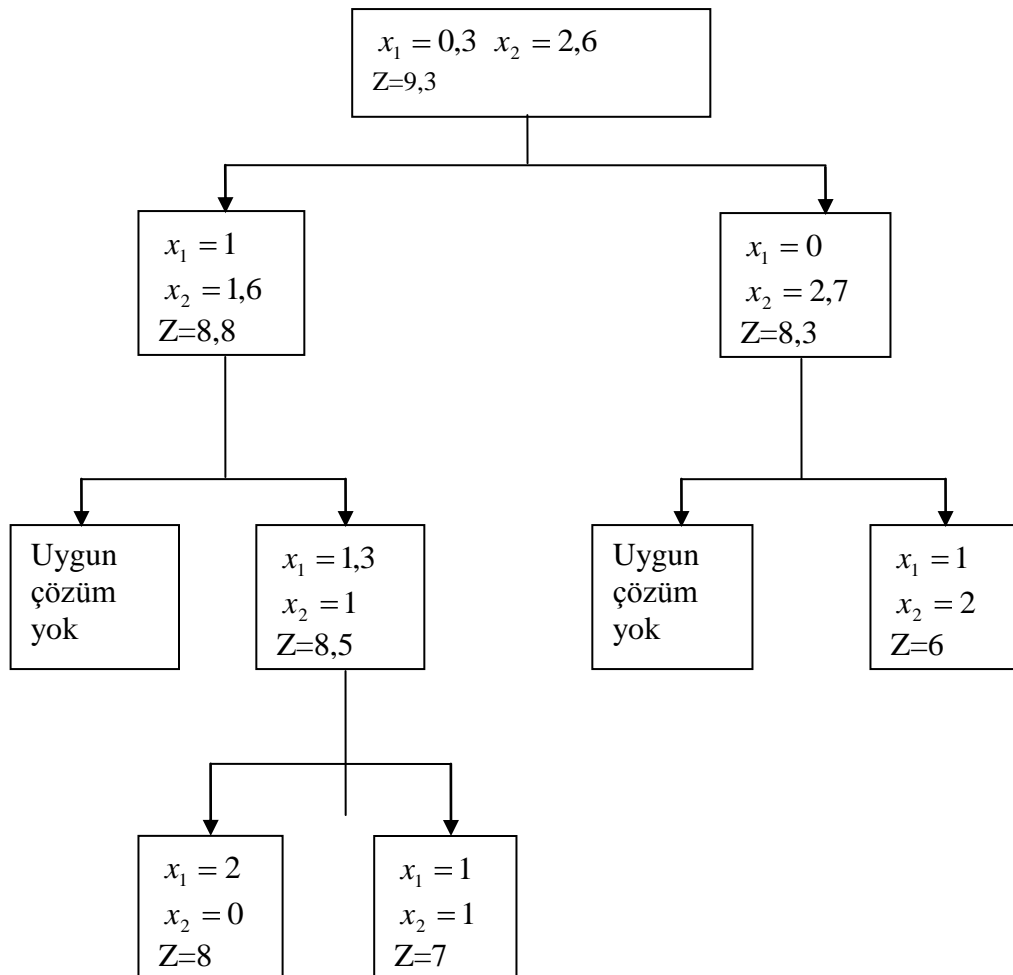 x₁ = 0,3 x₂ = 2,6
Z=9,3
x₁ = 1
x₂ = 1,6
Z=8,8
x₁ = 0
x₂ = 2,7
Z=8,3
Uygun
çözüm
yok
x₁ = 1,3
x₂ = 1
Z=8,5
Uygun
çözüm
yok
x₁ = 1
x₂ = 2
Z=6
x₁ = 2
x₂ = 0
Z=8
x₁ = 1
x₂ = 1
Z=7